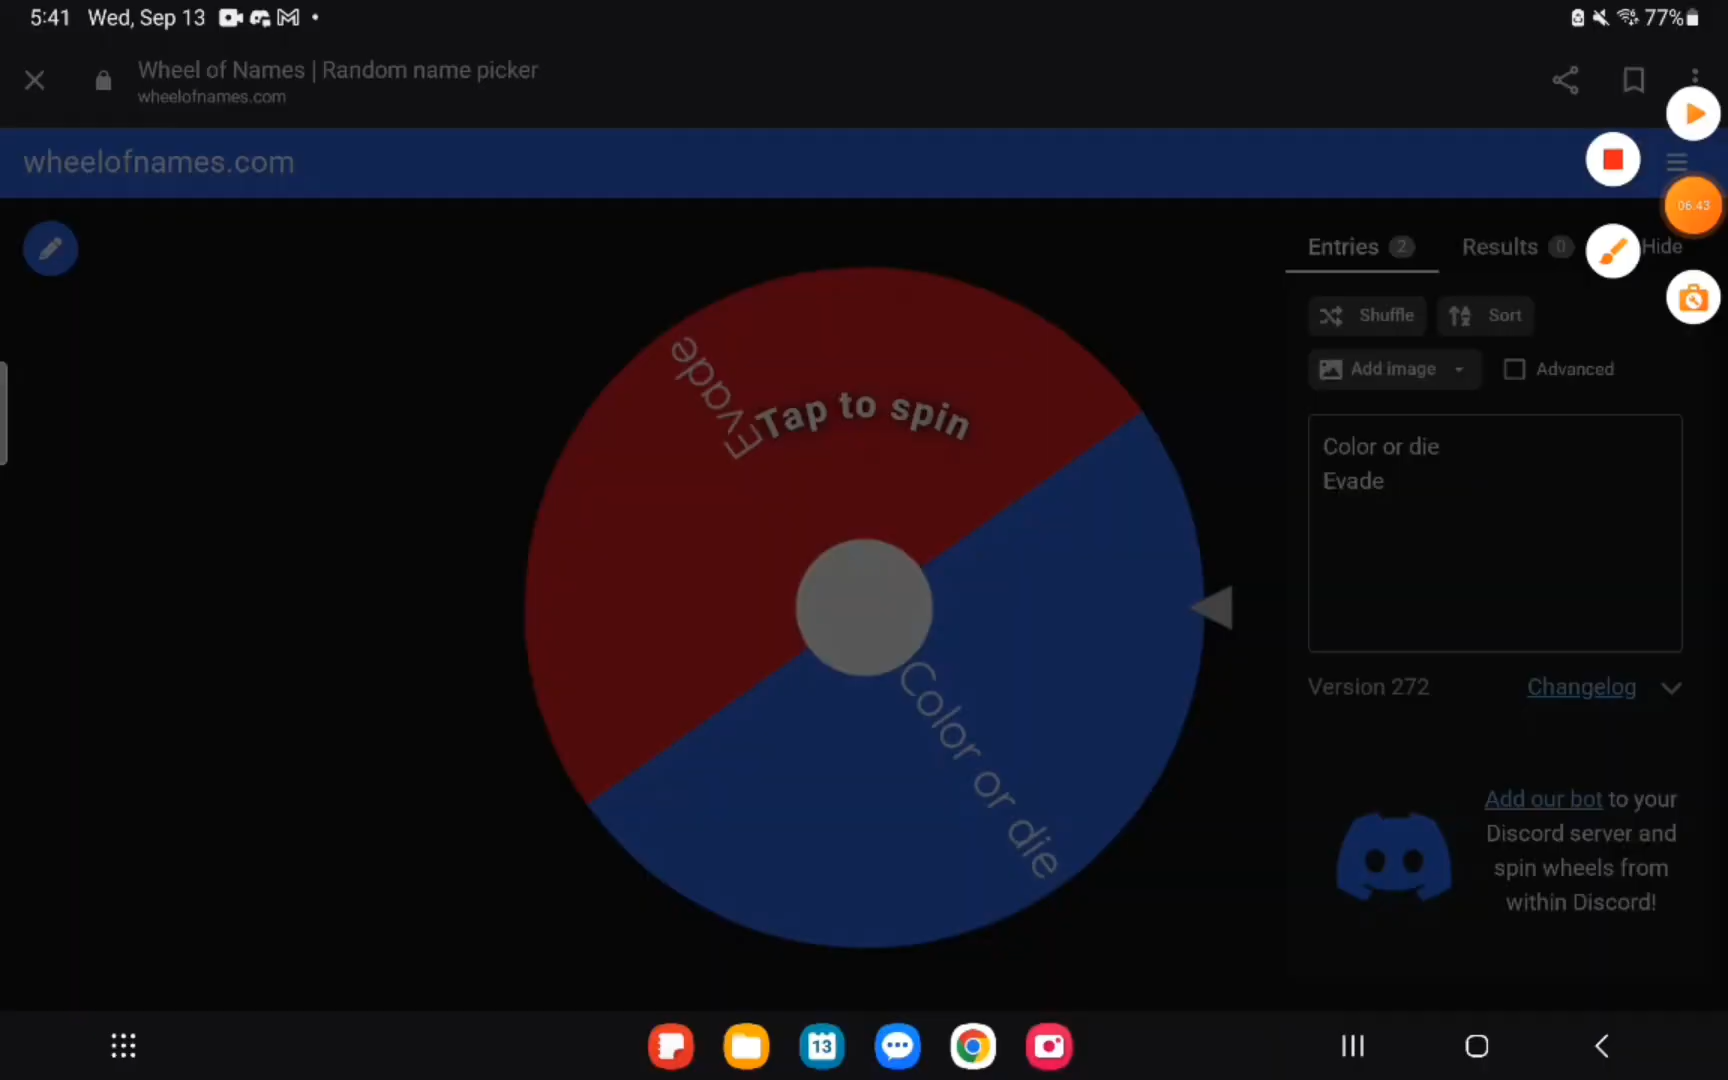 5:41 Wed, Sep 13 77%
Wheel of Names | Random name picker
wheelofnames.com
wheelofnames.com
06:43
Entries 2 Results 0 Hide
Shuffle Sort
Add image Advanced
Color or die
Evade
Evade
Tap to spin
Color or die
Version 272 Changelog
Add our bot to your
Discord server and
spin wheels from
within Discord!
13